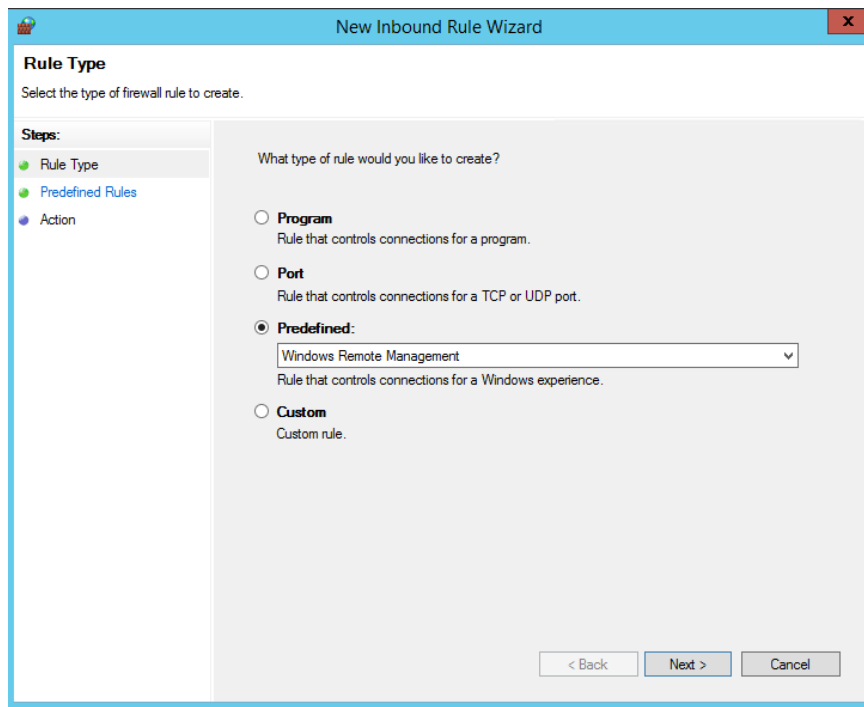 New Inbound Rule Wizard
x
Rule Type
Select the type of firewall rule to create.
Steps:
Rule Type
Predefined Rules
Action
What type of rule would you like to create?
Program
Rule that controls connections for a program.
Port
Rule that controls connections for a TCP or UDP port.
Predefined:
Windows Remote Management
Rule that controls connections for a Windows experience.
Custom
Custom rule.
< Back Next > Cancel